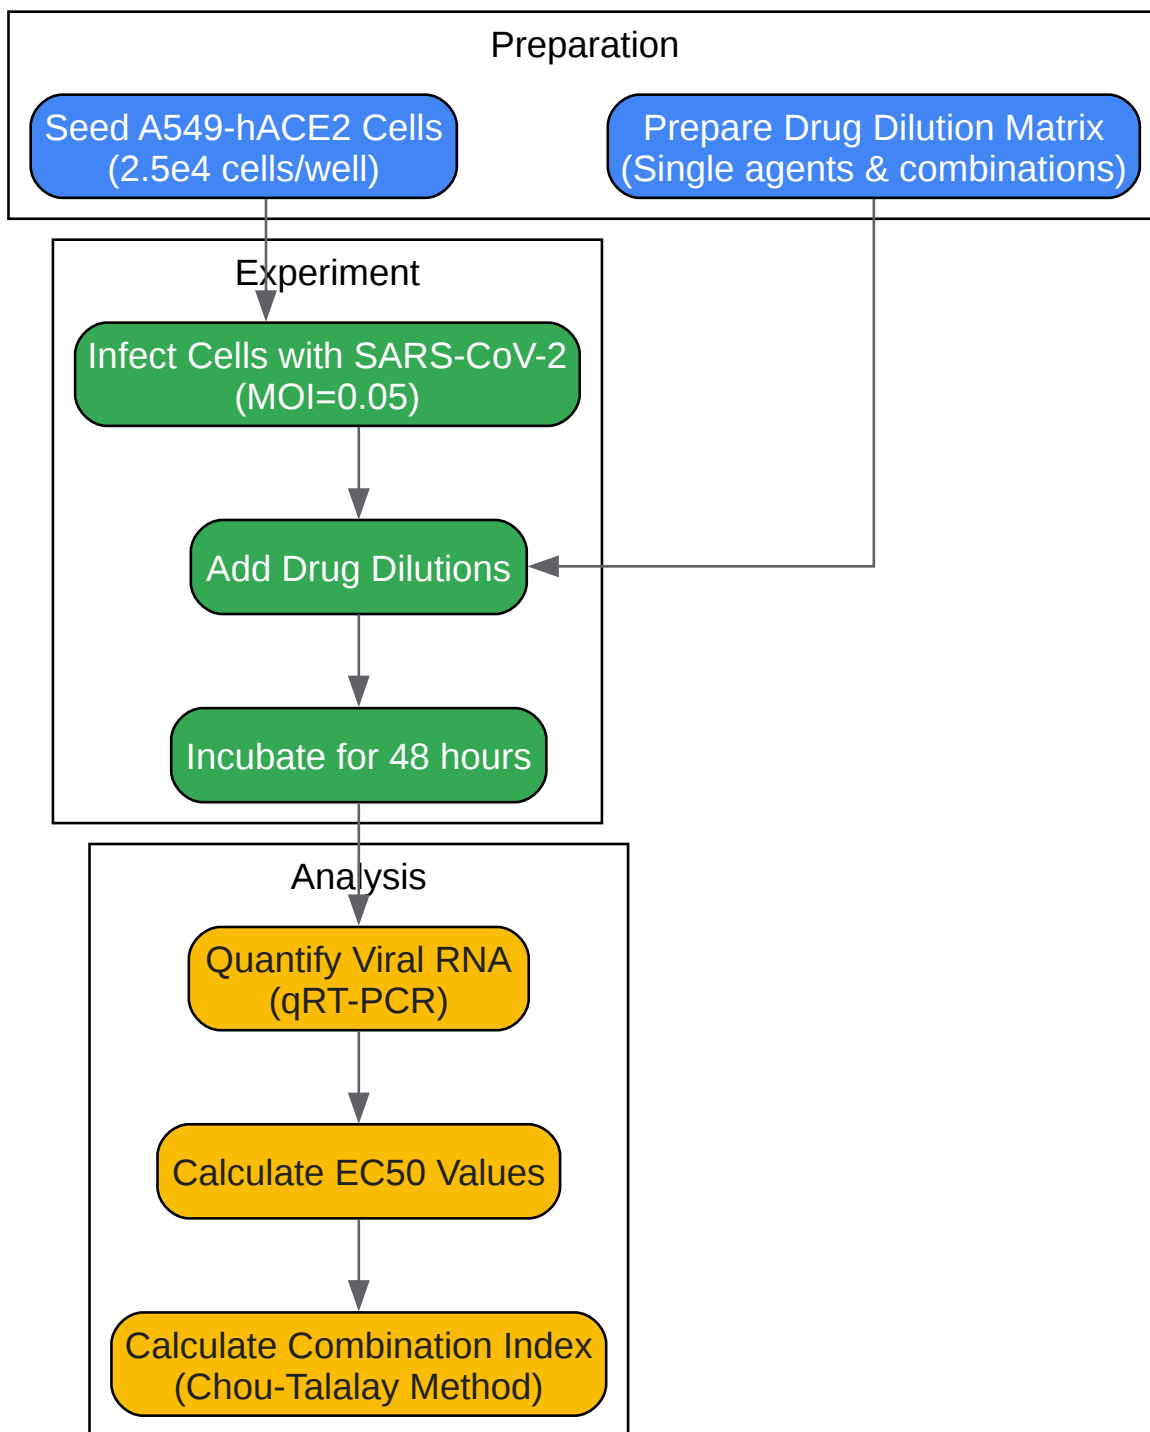 Preparation
Seed A549-hACE2 Cells
(2.5e4 cells/well)
Prepare Drug Dilution Matrix
(Single agents & combinations)
Experiment
Infect Cells with SARS-CoV-2
(MOI=0.05)
Add Drug Dilutions
Incubate for 48 hours
Analysis
Quantify Viral RNA
(qRT-PCR)
Calculate EC50 Values
Calculate Combination Index
(Chou-Talalay Method)